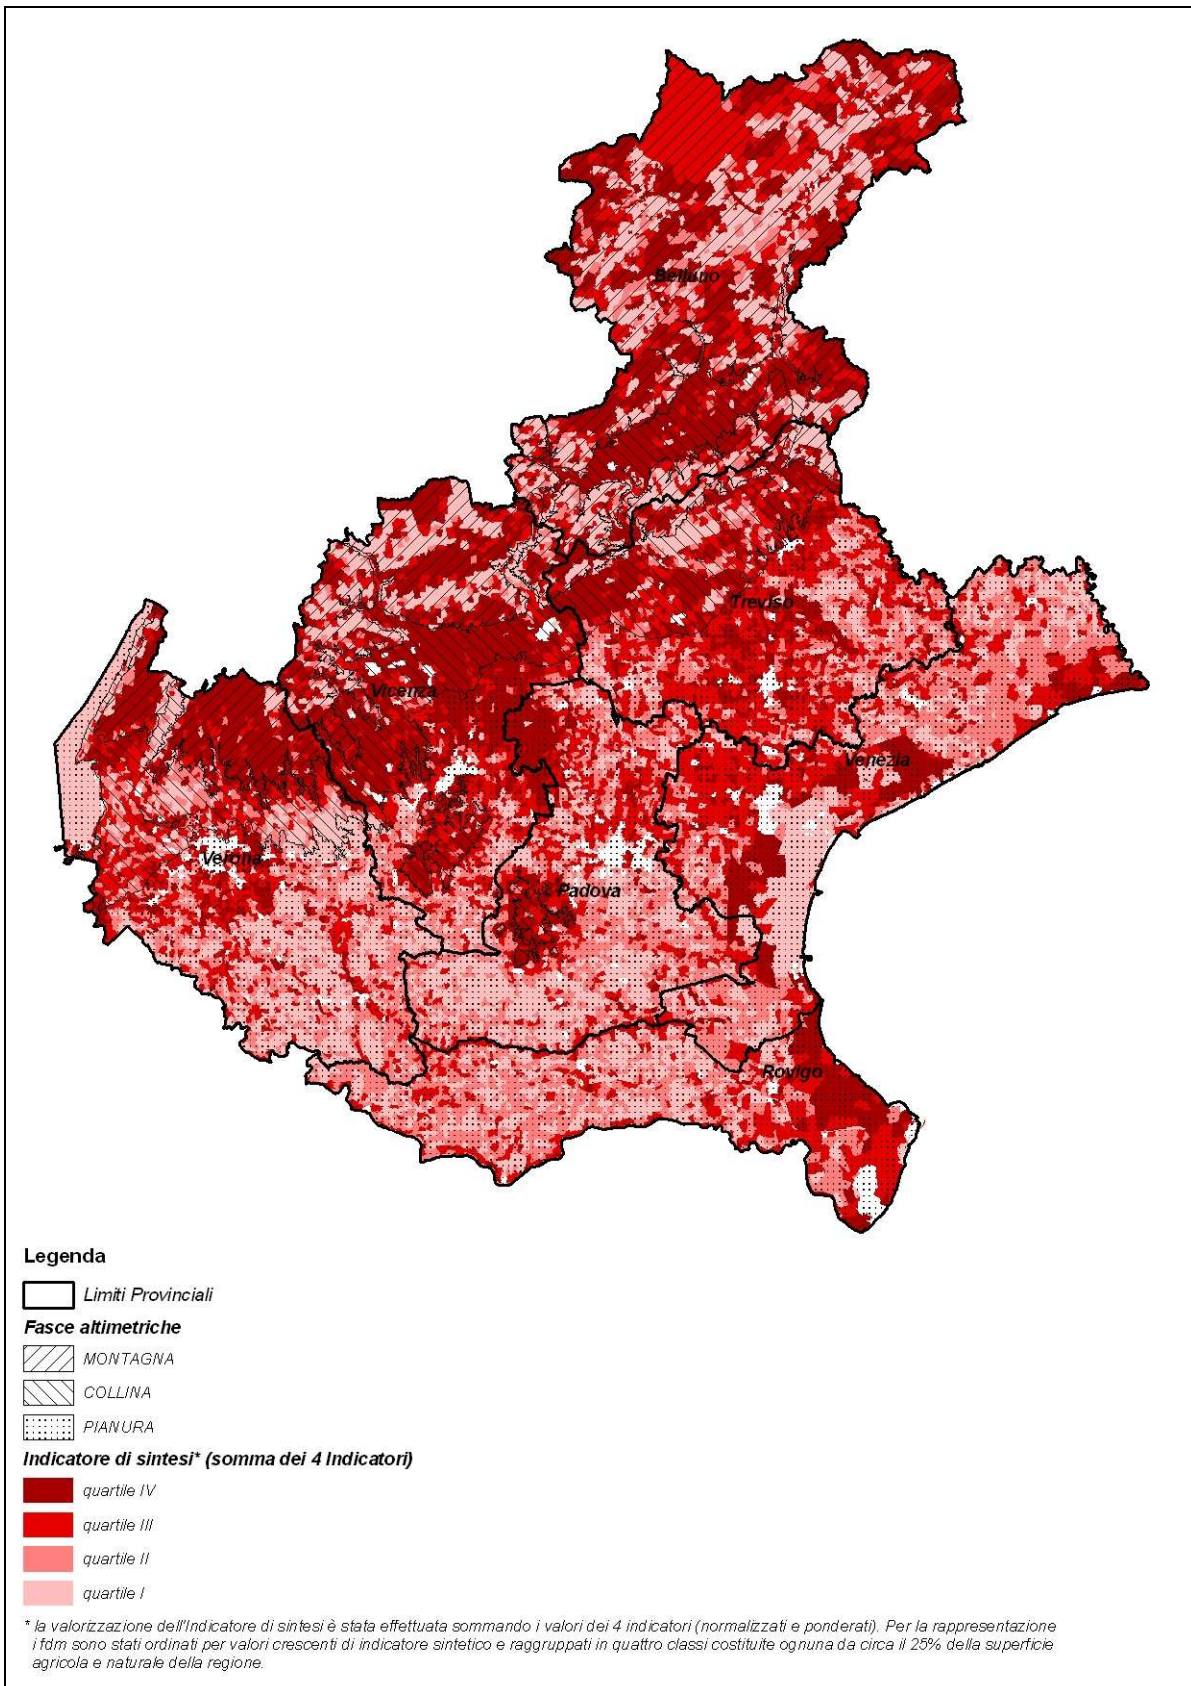 Belluno
Treviso
Vicenza
Venezia
Verona
Padova
Rovigo
Legenda
Limiti Provinciali
Fasce altimetriche
MONTAGNA
COLLINA
PIANURA
Indicatore di sintesi* (somma dei 4 Indicatori)
quartile IV
quartile III
quartile II
quartile I
* la valorizzazione dell'Indicatore di sintesi è stata effettuata sommando i valori dei 4 indicatori (normalizzati e ponderati). Per la rappresentazione
i fdm sono stati ordinati per valori crescenti di indicatore sintetico e raggruppati in quattro classi costituite ognuna da circa il 25% della superficie
agricola e naturale della regione.